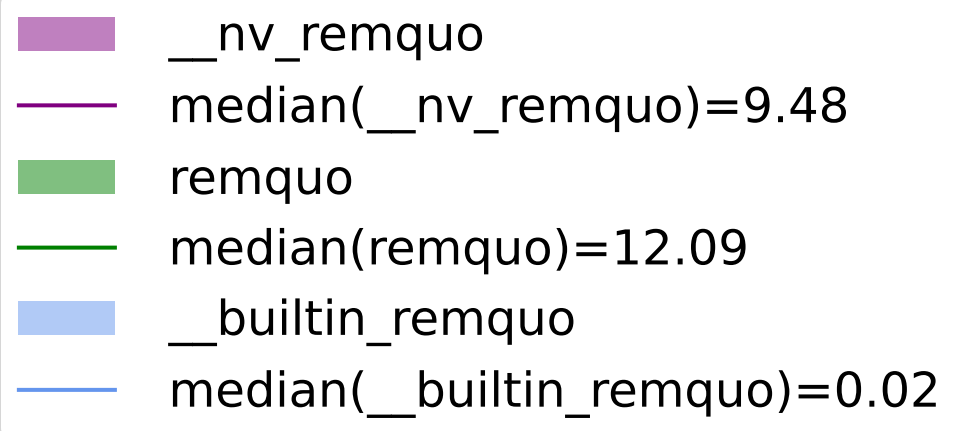 __nv_remquo
median(__nv_remquo)=9.48
remquo
median(remquo)=12.09
__builtin_remquo
median(__builtin_remquo)=0.02